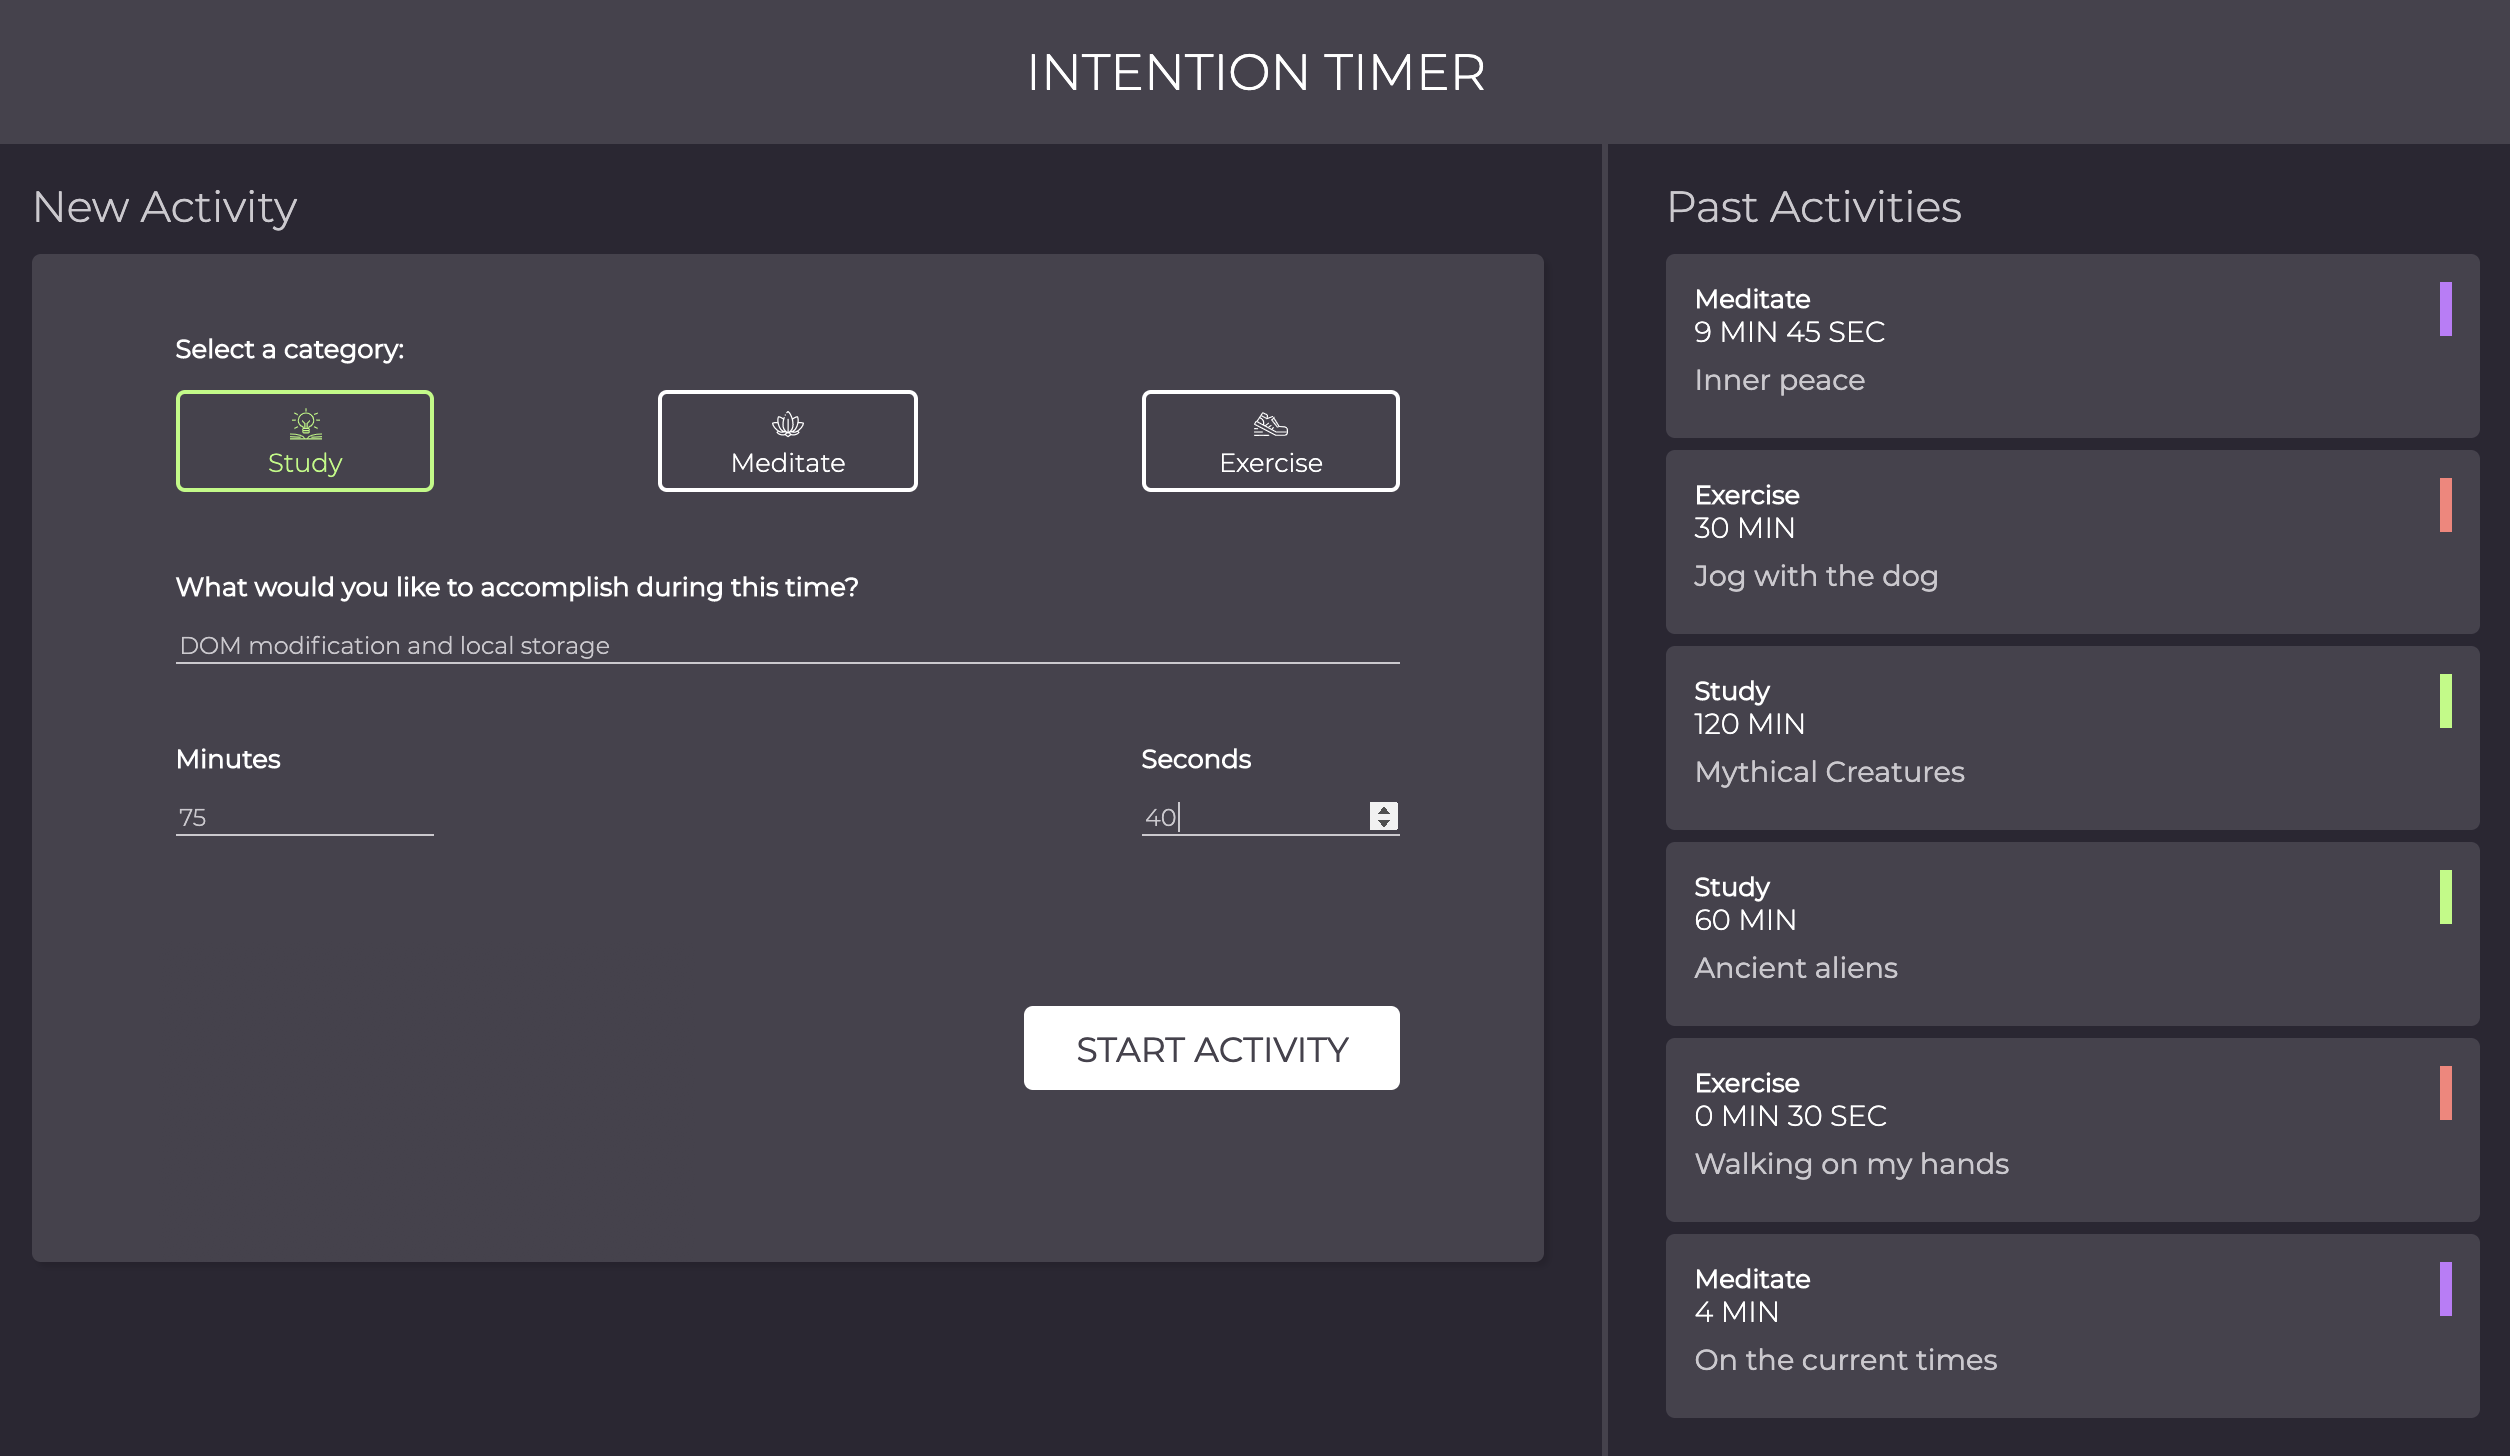 INTENTION TIMER
New Activity
Select a category:
Study
Meditate
Exercise
What would you like to accomplish during this time?
DOM modification and local storage
Minutes
Seconds
75
40
START ACTIVITY
Past Activities
Meditate
9 MIN 45 SEC
Inner peace
Exercise
30 MIN
Jog with the dog
Study
120 MIN
Mythical Creatures
Study
60 MIN
Ancient aliens
Exercise
0 MIN 30 SEC
Walking on my hands
Meditate
4 MIN
On the current times